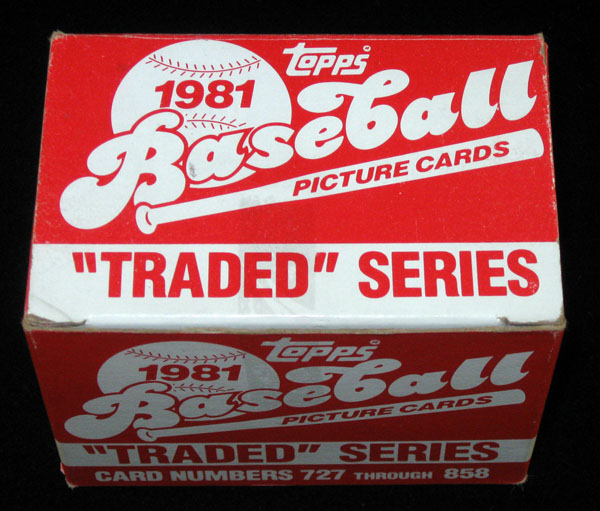 Topps©
1981
Baseball
PICTURE CARDS
"TRADED" SERIES
Topps©
1981
Baseball
PICTURE CARDS
"TRADED" SERIES
CARD NUMBERS 727 THROUGH 858